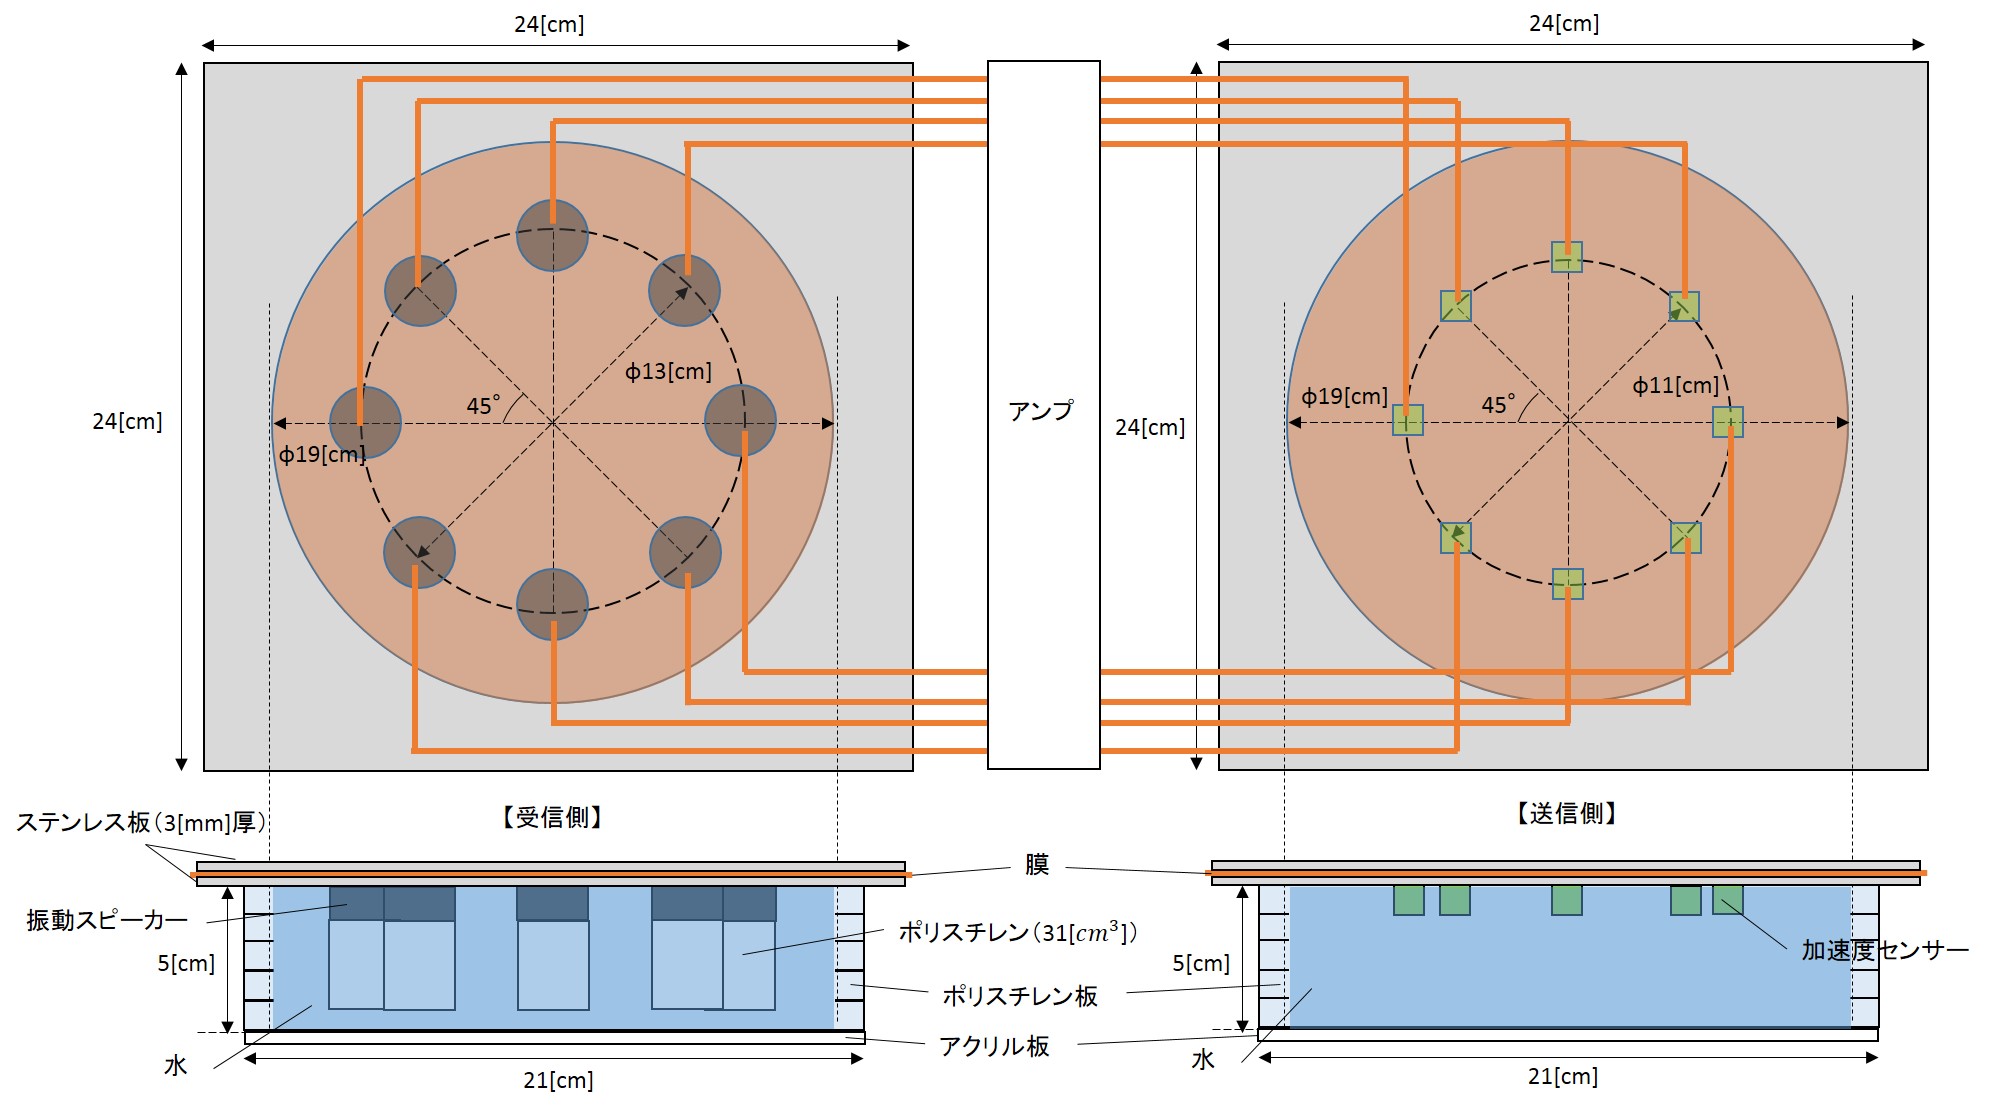 24[cm]
24[cm]
24[cm]
φ13[cm]
45°
φ19[cm]
アンプ
24[cm]
φ19[cm]
45°
φ11[cm]
【受信側】
【送信側】
ステンレス板（3[mm]厚）
膜
振動スピーカー
ポリスチレン（31[𝑐𝑚³]）
5[cm]
ポリスチレン板
アクリル板
水
21[cm]
5[cm]
加速度センサー
水
21[cm]